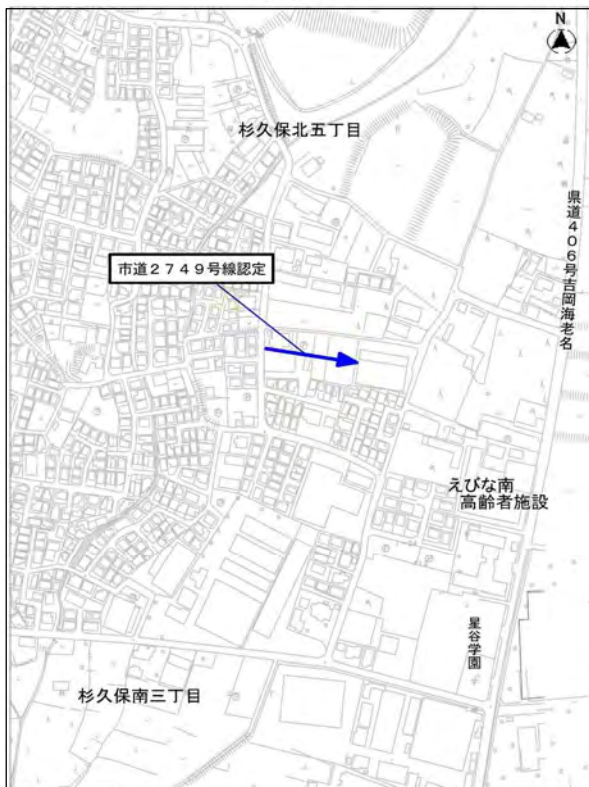 N
杉久保北五丁目
県道406号吉岡海老名
市道2749号線認定
えびな南
高齢者施設
星谷学園
杉久保南三丁目